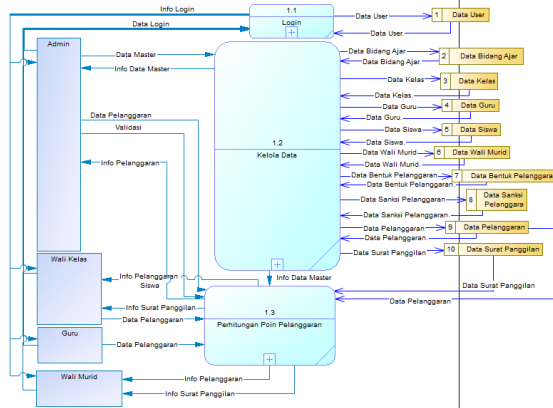 Info Login
Data Login
1.1
Login
Data User
Data User.
1 Data User
Admin
Data Master
Info Data Master
Data Pelanggaran
Validasi
Info Pelanggaran
1.2
Kelola Data
Data Bidang Ajar
Data Bidang Ajar.
2 Data Bidang Ajar
Data Kelas
Data Kelas.
3 Data Kelas
Data Guru
Data Guru.
4 Data Guru
Data Siswa
Data Siswa.
5 Data Siswa
Data Wali Murid
Data Wali Murid.
6 Data Wali Murid
Data Bentuk Pelanggaran
Data Bentuk Pelanggaran.
7 Data Bentuk Pelanggara
Data Sanksi Pelanggaran
Data Sanksi Pelanggaran.
8 Data Sanksi
Pelanggara
Data Pelanggaran
Data Pelanggaran.
9 Data Pelanggaran
Data Surat Panggilan
10 Data Surat Panggilan
Wali Kelas
Info Pelanggaran
Siswa
Info Surat Panggilan
Data Pelanggaran
Info Data Master
Data Surat Panggilan
Data Pelanggaran
1.3
Perhitungan Poin Pelanggaran
Guru
Data Pelanggaran
Wali Murid
Info Pelanggaran
Info Surat Panggilan